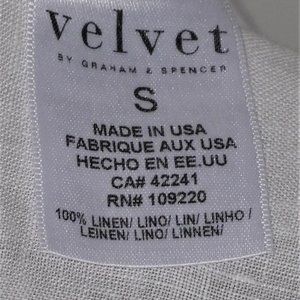 velvet
BY GRAHAM & SPENCER
S
MADE IN USA
FABRIQUE AUX USA
HECHO EN EE.UU
CA# 42241
RN# 109220
100% LINEN/ LINO/ LIN/ LINHO /
LEINEN/ LINO/ LINNEN/